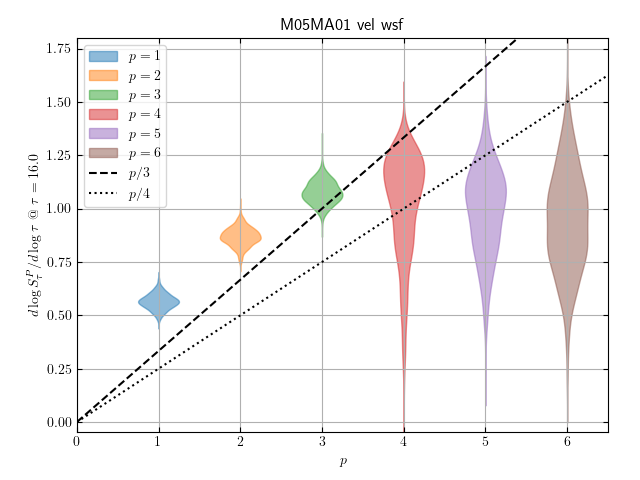 M05MA01 vel wsf
1.75
1.50
1.25
1.00
0.75
0.50
0.25
0.00
d log S_τ^P / d log τ @ τ = 16.0
p = 1
p = 2
p = 3
p = 4
p = 5
p = 6
p/3
p/4
0 1 2 3 4 5 6
p